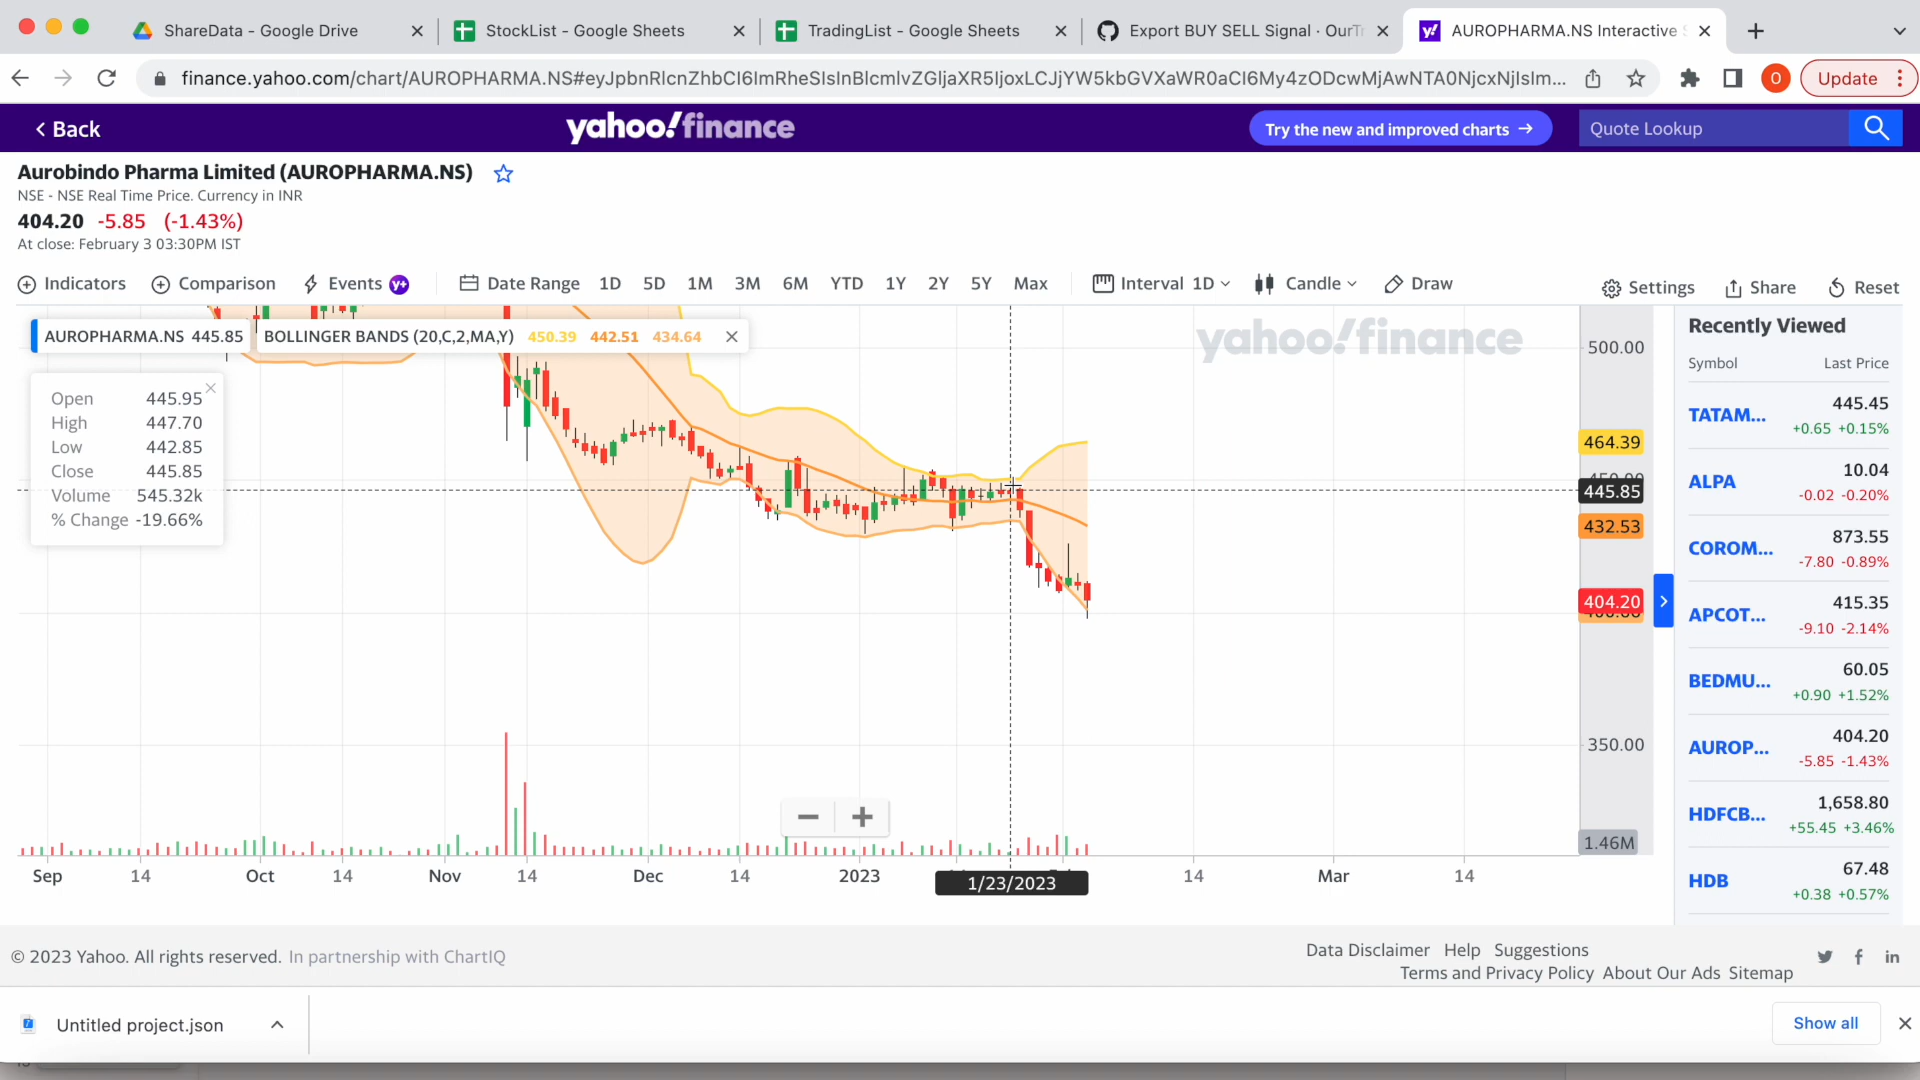 ShareData - Google Drive
StockList - Google Sheets
TradingList - Google Sheets
Export BUY SELL Signal · OurTr
AUROPHARMA.NS Interactive S
finance.yahoo.com/chart/AUROPHARMA.NS#eyJpbnRlcnZhbCI6ImRheSIsInBlcmlvZGljaXR5IjoxLCJjYW5kbGVXaWR0aCI6My4zODcwMjAwNTA0NjcxNjIsIm...
O
Update
Back
yahoo!finance
Try the new and improved charts →
Quote Lookup
Aurobindo Pharma Limited (AUROPHARMA.NS)
NSE - NSE Real Time Price. Currency in INR
404.20 -5.85 (-1.43%)
At close: February 3 03:30PM IST
Indicators
Comparison
Events y+
Date Range 1D 5D 1M 3M 6M YTD 1Y 2Y 5Y Max
Interval 1D
Candle
Draw
Settings
Share
Reset
AUROPHARMA.NS 445.85
BOLLINGER BANDS (20,C,2,MA,Y) 450.39 442.51 434.64
yahoo!finance
Open 445.95
High 447.70
Low 442.85
Close 445.85
Volume 545.32k
% Change -19.66%
500.00
464.39
445.85
432.53
404.20
350.00
1.46M
Sep 14 Oct 14 Nov 14 Dec 14 2023 1/23/2023 14 Mar 14
Recently Viewed
Symbol Last Price
TATAM... 445.45
+0.65 +0.15%
ALPA 10.04
-0.02 -0.20%
COROM... 873.55
-7.80 -0.89%
APCOT... 415.35
-9.10 -2.14%
BEDMU... 60.05
+0.90 +1.52%
AUROP... 404.20
-5.85 -1.43%
HDFCB... 1,658.80
+55.45 +3.46%
HDB 67.48
+0.38 +0.57%
© 2023 Yahoo. All rights reserved. In partnership with ChartIQ
Data Disclaimer Help Suggestions
Terms and Privacy Policy About Our Ads Sitemap
Untitled project.json
Show all